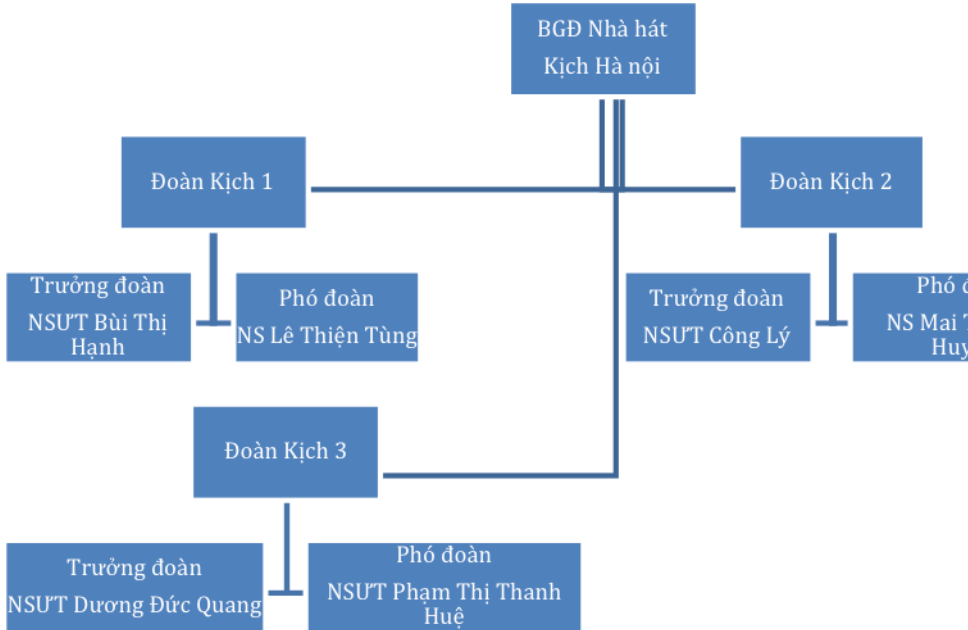 BGĐ Nhà hát
Kịch Hà nội
Đoàn Kịch 1
Đoàn Kịch 2
Trưởng đoàn
NSƯT Bùi Thị
Hạnh
Phó đoàn
NS Lê Thiện Tùng
Trưởng đoàn
NSƯT Công Lý
Phó
NS Mai
Đoàn Kịch 3
Trưởng đoàn
NSƯT Dương Đức Quang
Phó đoàn
NSƯT Phạm Thị Thanh
Huệ